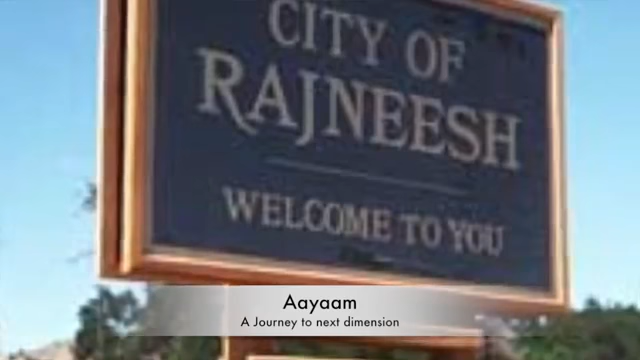 CITY OF
RAJNEESH
WELCOME TO YOU
Aayaam
A Journey to next dimension